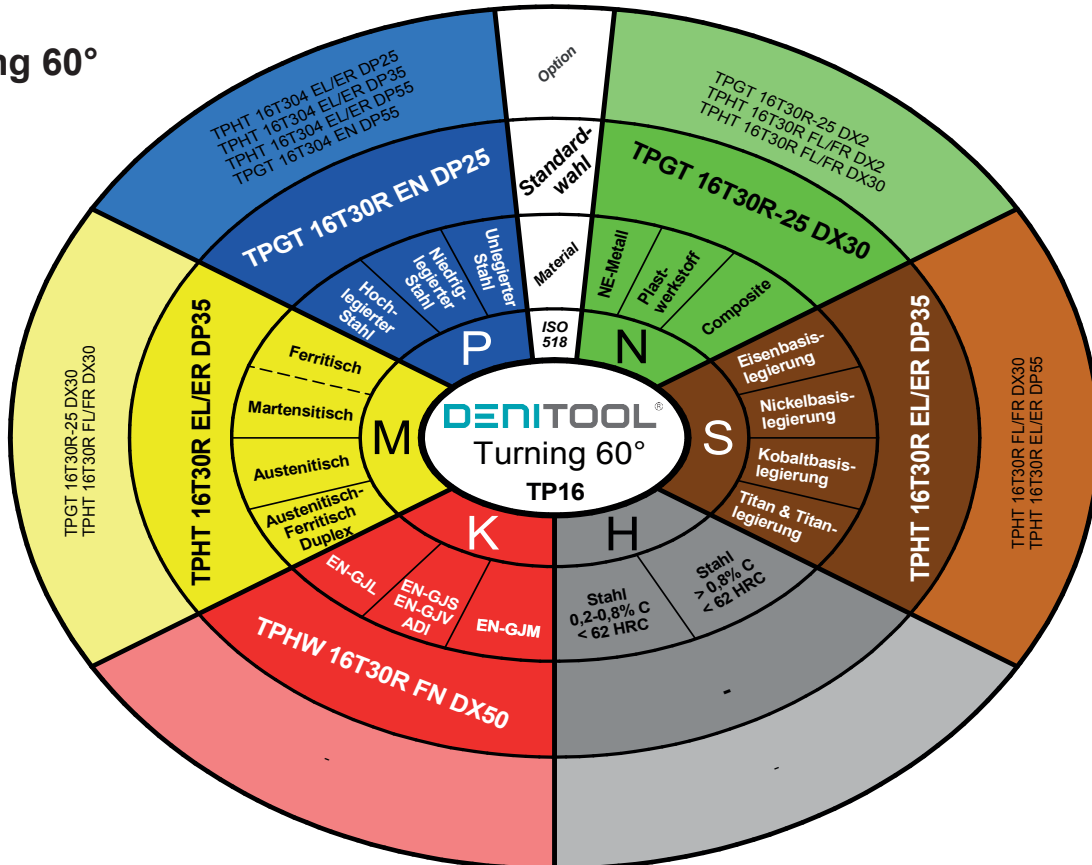 ng 60°
Option
Standard-
wahl
Material
ISO
518
TPHT 16T304 EL/ER DP25
TPHT 16T304 EL/ER DP35
TPHT 16T304 EL/ER DP55
TPGT 16T304 EN DP55
TPGT 16T30R EN DP25
Hoch-
legierter
Stahl
Niedrig-
legierter
Stahl
Unlegierter
Stahl
P
TPGT 16T30R-25 DX2
TPHT 16T30R FL/FR DX2
TPHT 16T30R FL/FR DX30
TPGT 16T30R-25 DX30
NE-Metall
Plast-
werkstoff
Composite
N
TPGT 16T30R-25 DX30
TPHT 16T30R FL/FR DX30
TPHT 16T30R EL/ER DP35
Ferritisch
Martensitisch
Austenitisch
Austenitisch-
Ferritisch
Duplex
M
DENITOOL®
Turning 60°
TP16
S
Eisenbasis-
legierung
Nickelbasis-
legierung
Kobaltbasis-
legierung
Titan & Titan-
legierung
TPHT 16T30R EL/ER DP35
TPHT 16T30R FL/FR DX30
TPHT 16T30R EL/ER DP55
K
EN-GJL
EN-GJS
EN-GJV
ADI
EN-GJM
TPHW 16T30R FN DX50
-
H
Stahl
0,2-0,8% C
< 62 HRC
Stahl
> 0,8% C
< 62 HRC
-
-